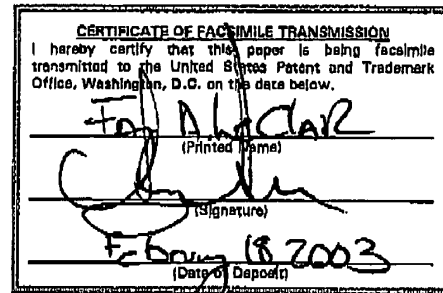 CERTIFICATE OF FACSIMILE TRANSMISSION
I hereby certify that this paper is being facsimile
transmitted to the United States Patent and Trademark
Office, Washington, D.C. on the date below.
(Printed Name)
(Signature)
February 18 2003
(Date of Deposit)